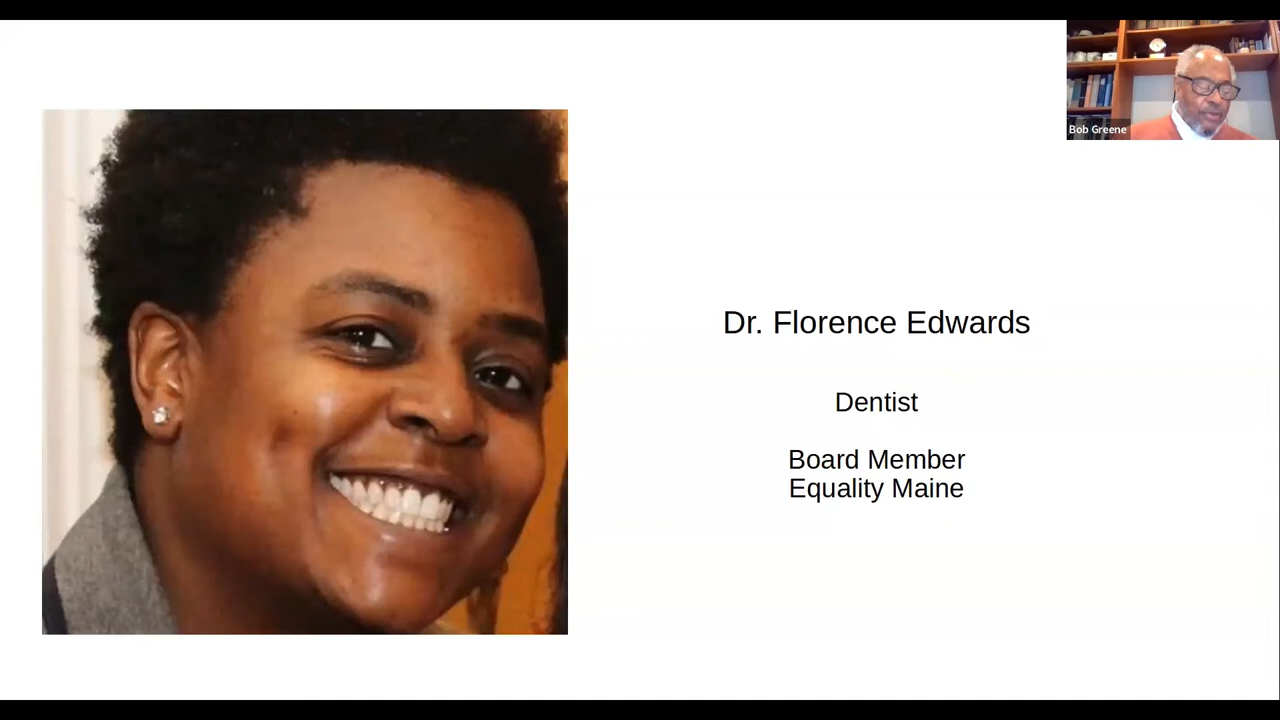 Bob Greene
Dr. Florence Edwards
Dentist
Board Member
Equality Maine